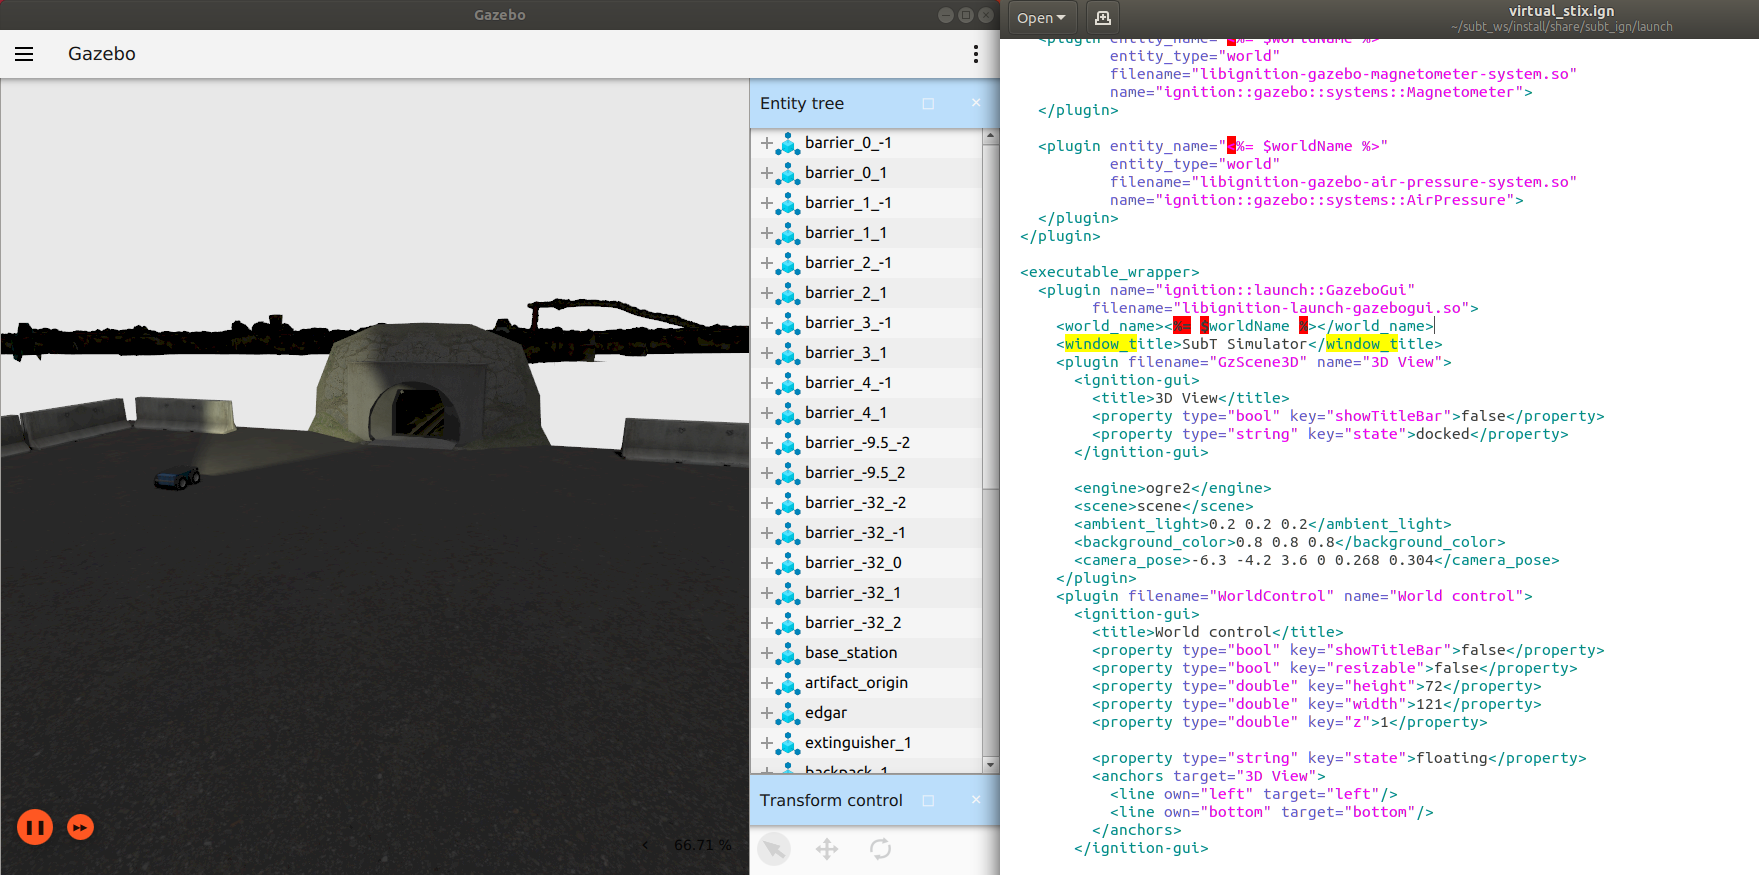 Gazebo
Gazebo
Entity tree
barrier_0_-1
barrier_0_1
barrier_1_-1
barrier_1_1
barrier_2_-1
barrier_2_1
barrier_3_-1
barrier_3_1
barrier_4_-1
barrier_4_1
barrier_-9.5_-2
barrier_-9.5_2
barrier_-32_-2
barrier_-32_-1
barrier_-32_0
barrier_-32_1
barrier_-32_2
base_station
artifact_origin
edgar
extinguisher_1
backpack_1
Transform control
66.71 %
Open
virtual_stix.ign
~/subt_ws/install/share/subt_ign/launch
<plugin entity_name="<%= $worldName %>"
entity_type="world"
filename="libignition-gazebo-magnetometer-system.so"
name="ignition::gazebo::systems::Magnetometer">
</plugin>
<plugin entity_name="<%= $worldName %>"
entity_type="world"
filename="libignition-gazebo-air-pressure-system.so"
name="ignition::gazebo::systems::AirPressure">
</plugin>
</plugin>
<executable_wrapper>
<plugin name="ignition::launch::GazeboGui"
filename="libignition-launch-gazebogui.so">
<world_name><%= $worldName %></world_name>
<window_title>SubT Simulator</window_title>
<plugin filename="GzScene3D" name="3D View">
<ignition-gui>
<title>3D View</title>
<property type="bool" key="showTitleBar">false</property>
<property type="string" key="state">docked</property>
</ignition-gui>
<engine>ogre2</engine>
<scene>scene</scene>
<ambient_light>0.2 0.2 0.2</ambient_light>
<background_color>0.8 0.8 0.8</background_color>
<camera_pose>-6.3 -4.2 3.6 0 0.268 0.304</camera_pose>
</plugin>
<plugin filename="WorldControl" name="World control">
<ignition-gui>
<title>World control</title>
<property type="bool" key="showTitleBar">false</property>
<property type="bool" key="resizable">false</property>
<property type="double" key="height">72</property>
<property type="double" key="width">121</property>
<property type="double" key="z">1</property>
<property type="string" key="state">floating</property>
<anchors target="3D View">
<line own="left" target="left"/>
<line own="bottom" target="bottom"/>
</anchors>
</ignition-gui>